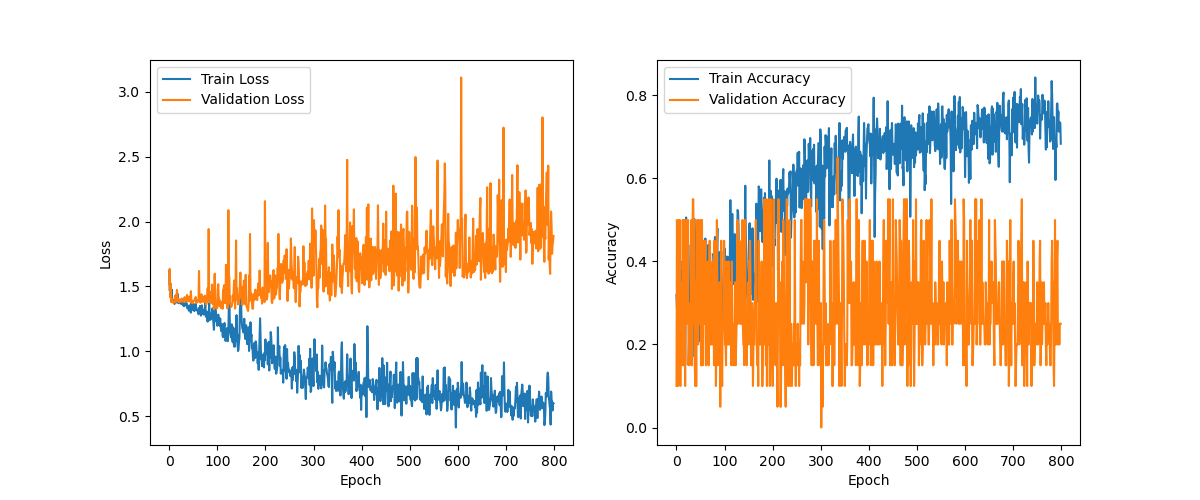 Train Loss
Validation Loss
3.0
2.5
2.0
1.5
1.0
0.5
Loss
0 100 200 300 400 500 600 700 800
Epoch
Train Accuracy
Validation Accuracy
0.8
0.6
0.4
0.2
0.0
Accuracy
0 100 200 300 400 500 600 700 800
Epoch